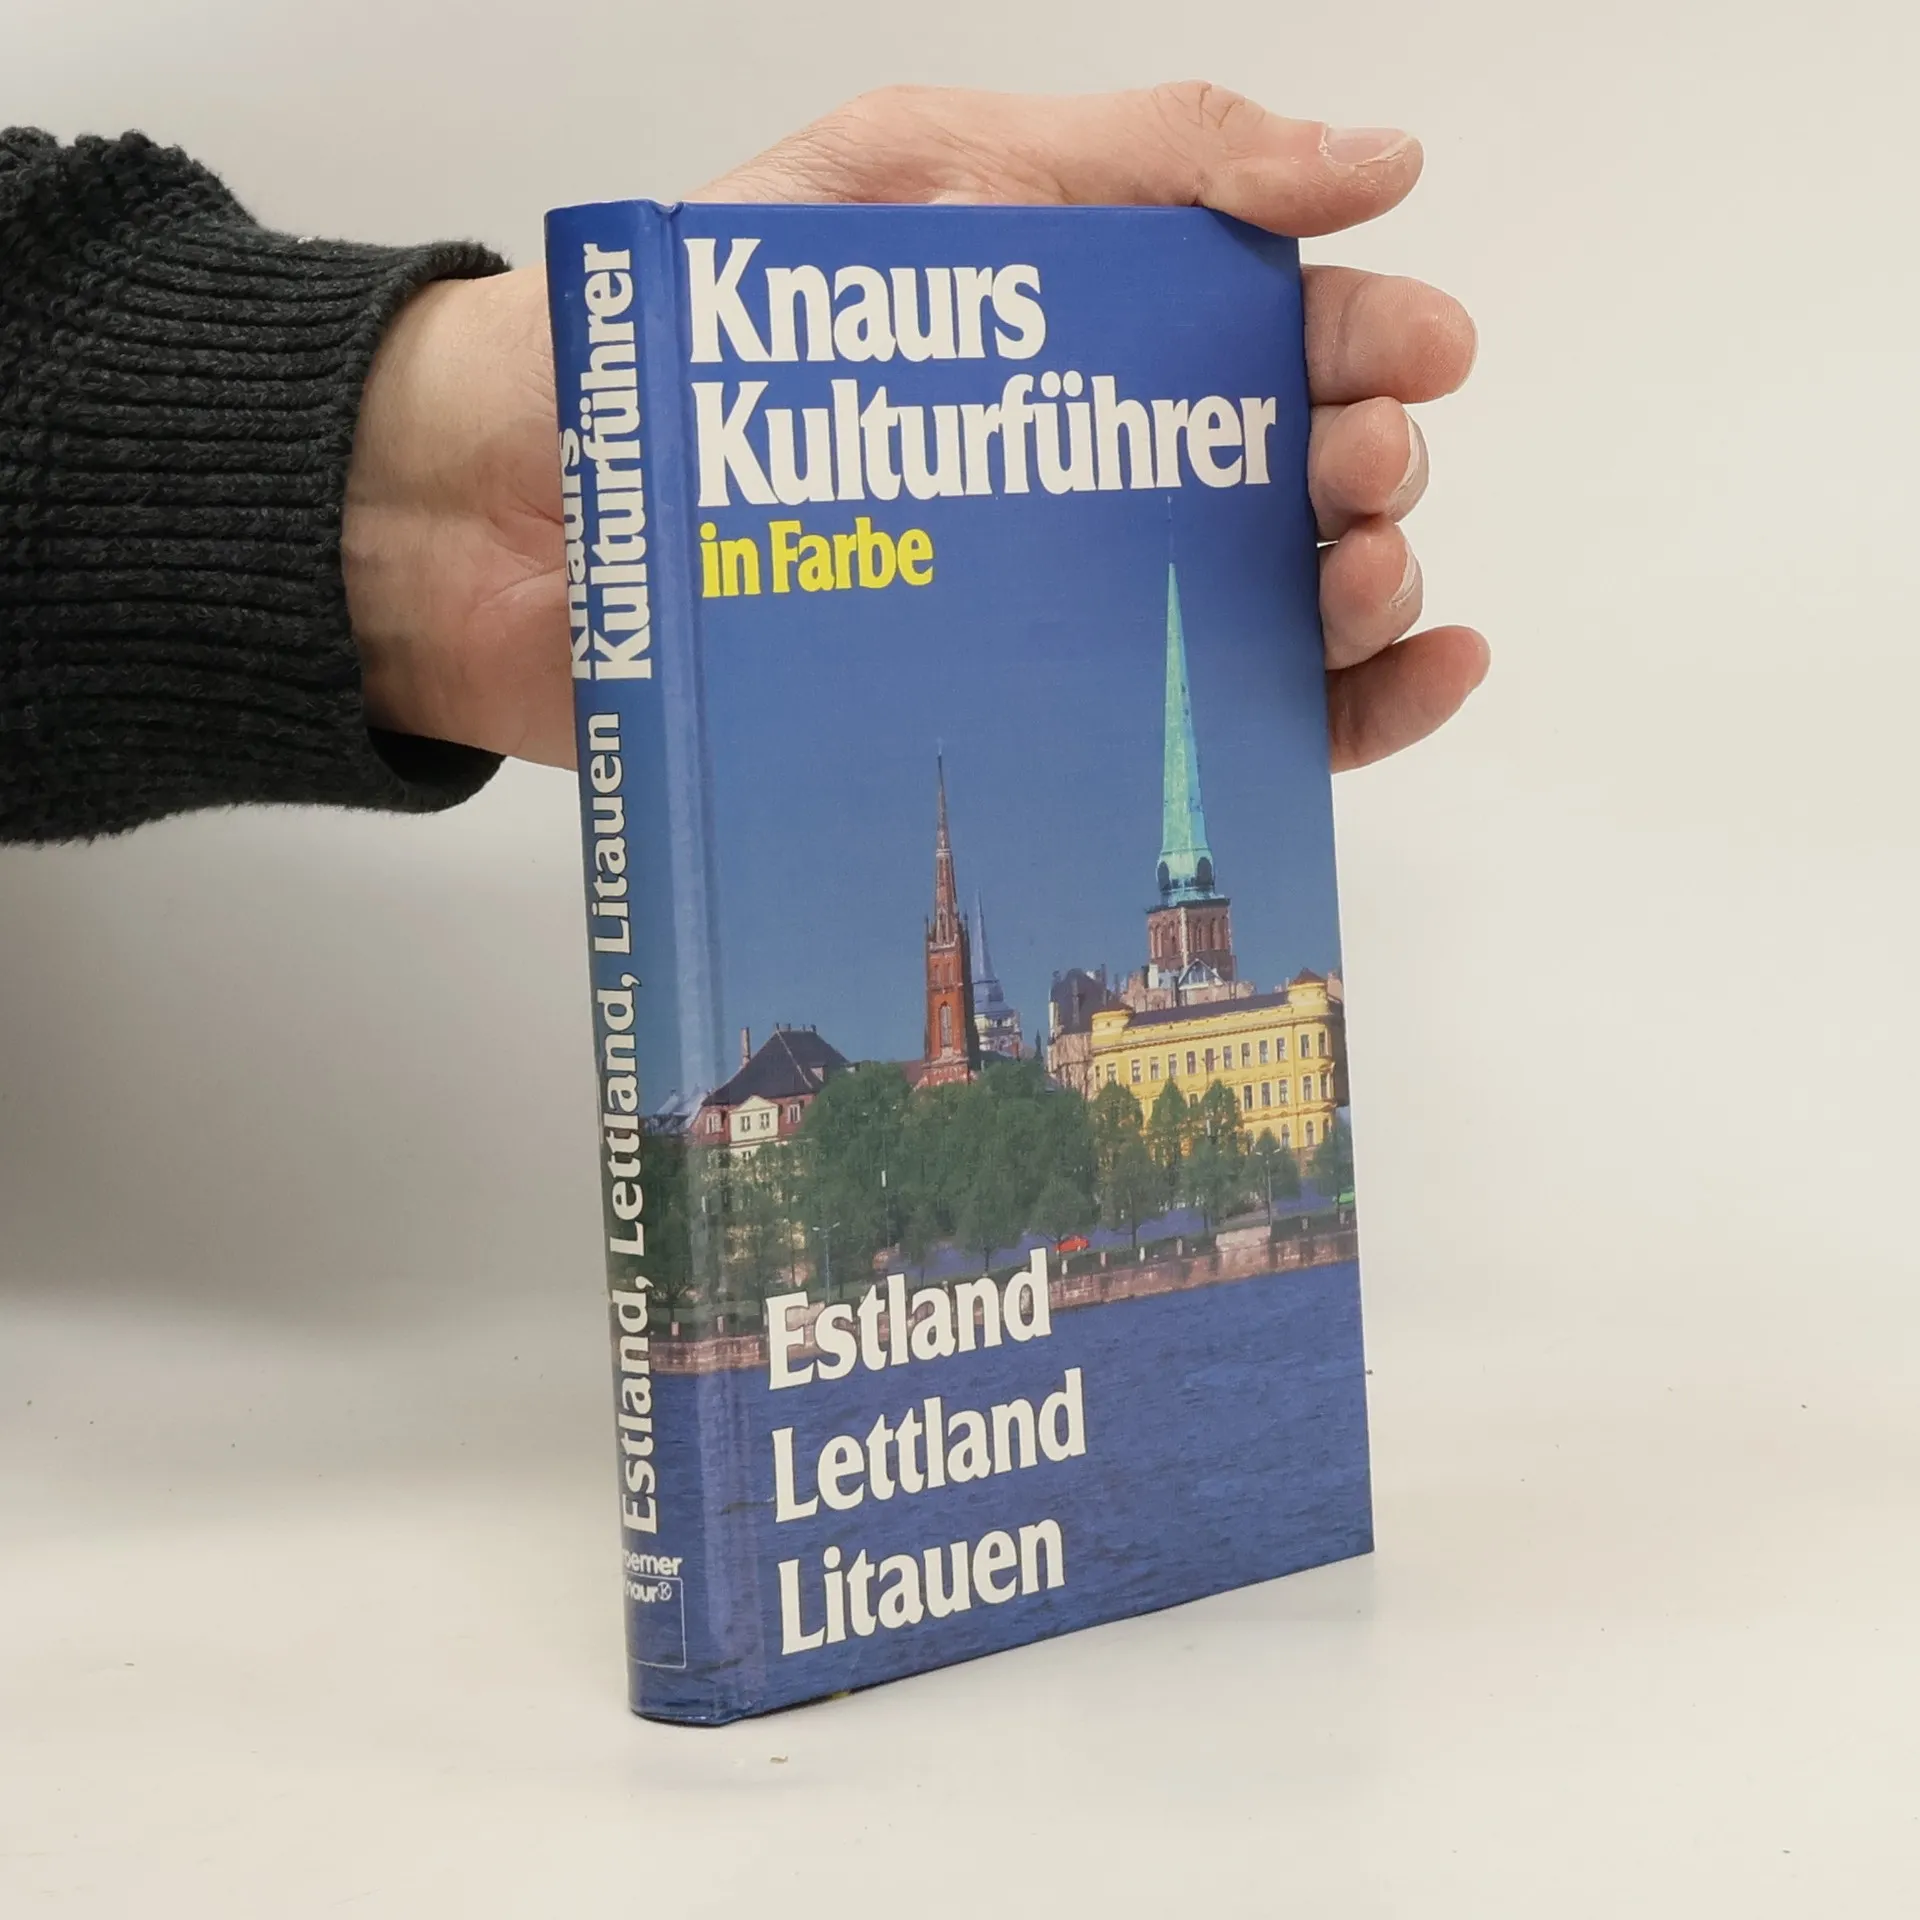 Knaurs
Kulturführer
in Farbe
Estland
Lettland
Litauen
Knaurs
Kulturführer
Estland, Lettland, Litauen